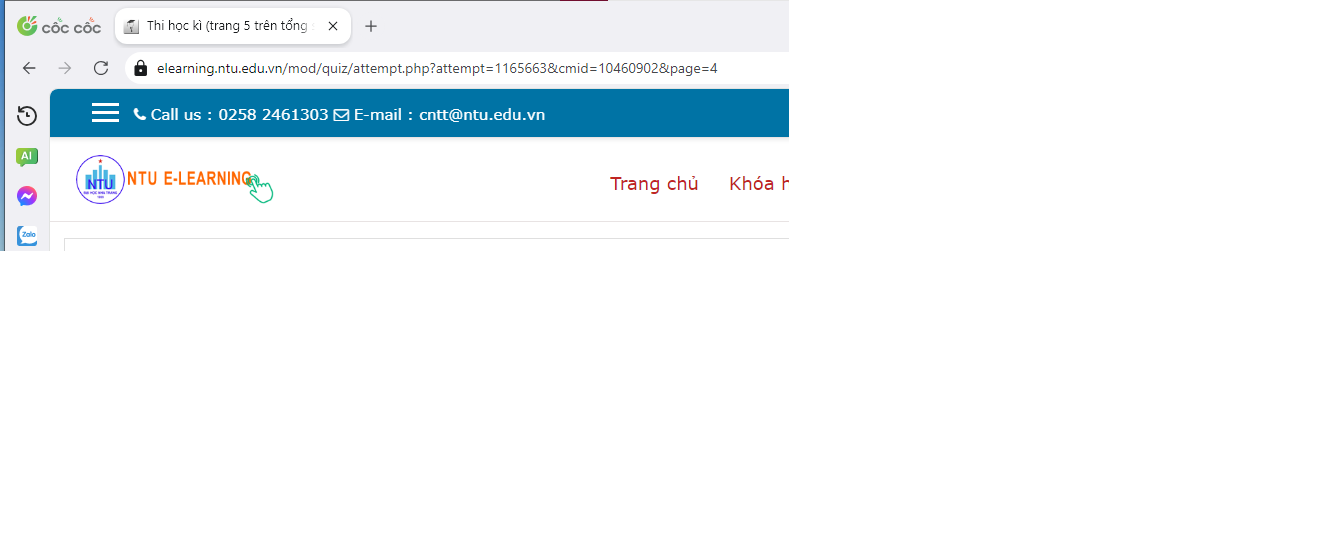 cốc cốc
Thi học kì (trang 5 trên tổng
elearning.ntu.edu.vn/mod/quiz/attempt.php?attempt=1165663&cmid=10460902&page=4
Call us : 0258 2461303 E-mail : cntt@ntu.edu.vn
AI
NTU
NTU E-LEARNING
Trang chủ Khóa h
Zalo